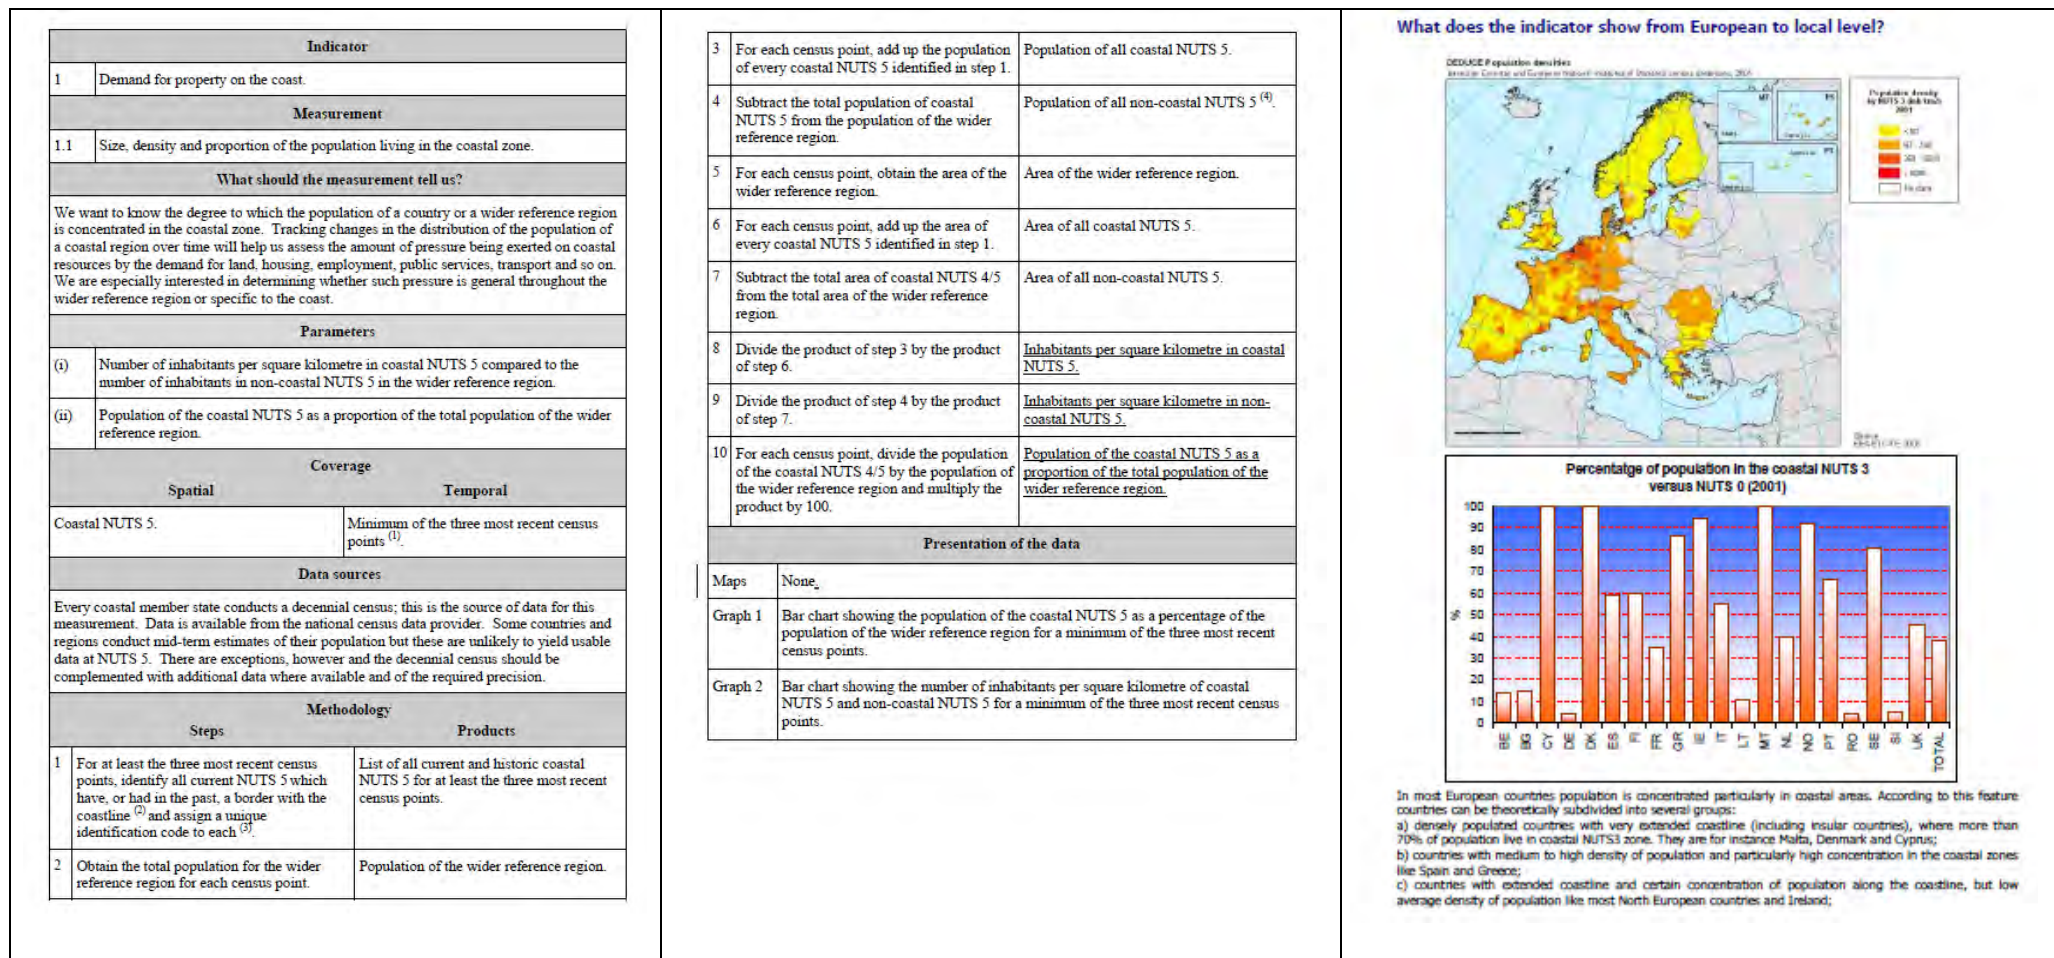 Indicator
1 Demand for property on the coast.
Measurement
1.1 Size, density and proportion of the population living in the coastal zone.
What should the measurement tell us?
We want to know the degree to which the population of a country or a wider reference region
is concentrated in the coastal zone. Tracking changes in the distribution of the population of
a coastal region over time will help us assess the amount of pressure being exerted on coastal
resources by the demand for land, housing, employment, public services, transport and so on.
We are especially interested in determining whether such pressure is general throughout the
wider reference region or specific to the coast.
Parameters
(i) Number of inhabitants per square kilometre in coastal NUTS 5 compared to the
number of inhabitants in non-coastal NUTS 5 in the wider reference region.
(ii) Population of the coastal NUTS 5 as a proportion of the total population of the wider
reference region.
Coverage
Spatial Temporal
Coastal NUTS 5.
Minimum of the three most recent census
points (1).
Data sources
Every coastal member state conducts a decennial census; this is the source of data for this
measurement. Data is available from the national census data provider. Some countries and
regions conduct mid-term estimates of their population but these are unlikely to yield usable
data at NUTS 5. There are exceptions, however and the decennial census should be
complemented with additional data where available and of the required precision.
Methodology
Steps Products
1 For at least the three most recent census
points, identify all current NUTS 5 which
have, or had in the past, a border with the
coastline (2) and assign a unique
identification code to each (3).
List of all current and historic coastal
NUTS 5 for at least the three most recent
census points.
2 Obtain the total population for the wider
reference region for each census point.
Population of the wider reference region.
3 For each census point, add up the population
of every coastal NUTS 5 identified in step 1.
Population of all coastal NUTS 5.
4 Subtract the total population of coastal
NUTS 5 from the population of the wider
reference region.
Population of all non-coastal NUTS 5 (4).
5 For each census point, obtain the area of the
wider reference region.
Area of the wider reference region.
6 For each census point, add up the area of
every coastal NUTS 5 identified in step 1.
Area of all coastal NUTS 5.
7 Subtract the total area of coastal NUTS 4/5
from the total area of the wider reference
region.
Area of all non-coastal NUTS 5.
8 Divide the product of step 3 by the product
of step 6.
Inhabitants per square kilometre in coastal
NUTS 5.
9 Divide the product of step 4 by the product
of step 7.
Inhabitants per square kilometre in non-
coastal NUTS 5.
10 For each census point, divide the population
of the coastal NUTS 4/5 by the population of
the wider reference region and multiply the
product by 100.
Population of the coastal NUTS 5 as a
proportion of the total population of the
wider reference region.
Presentation of the data
Maps None.
Graph 1 Bar chart showing the population of the coastal NUTS 5 as a percentage of the
population of the wider reference region for a minimum of the three most recent
census points.
Graph 2 Bar chart showing the number of inhabitants per square kilometre of coastal
NUTS 5 and non-coastal NUTS 5 for a minimum of the three most recent census
points.
What does the indicator show from European to local level?
DEDUCE Population densities
Population density
by NUTS 3
2001
No data
Percentatge of population in the coastal NUTS 3
versus NUTS 0 (2001)
100
90
80
70
60
50
40
30
20
10
0
%
BE BG CY DE DK ES FI FR GR IE IT LT MT NL NO PT RO SE SI UK TOTAL
In most European countries population is concentrated particularly in coastal areas. According to this feature
countries can be theoretically subdivided into several groups:
a) densely populated countries with very extended coastline (including insular countries), where more than
70% of population live in coastal NUTS3 zone. They are for instance Malta, Denmark and Cyprus;
b) countries with medium to high density of population and particularly high concentration in the coastal zones
like Spain and Greece;
c) countries with extended coastline and certain concentration of population along the coastline, but low
average density of population like most North European countries and Ireland;